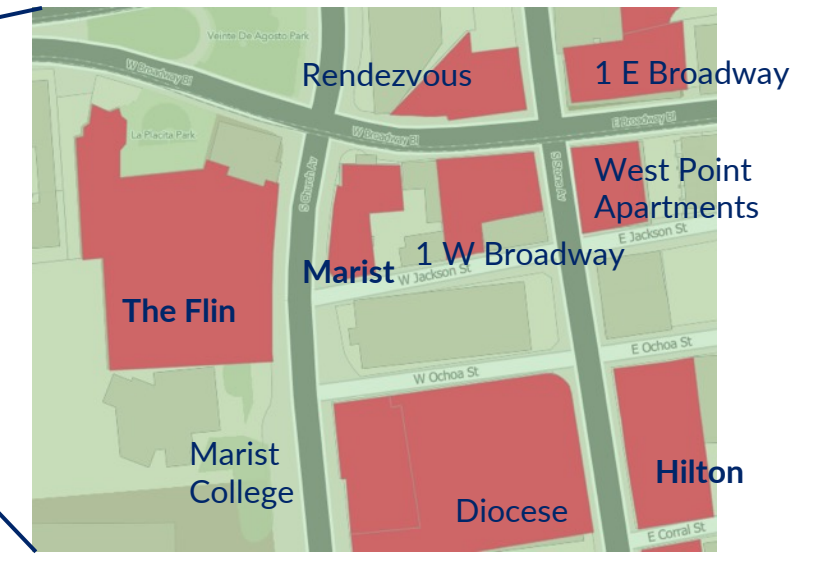 Veinte De Agosto Park
W Broadway Bl
Rendezvous
1 E Broadway
La Placita Park
W Broadway Bl
E Broadway Bl
S Church Av
S Stone Av
West Point
Apartments
E Jackson St
1 W Broadway
Marist
W Jackson St
The Flin
E Ochoa St
W Ochoa St
Marist
College
Hilton
Diocese
E Corral St